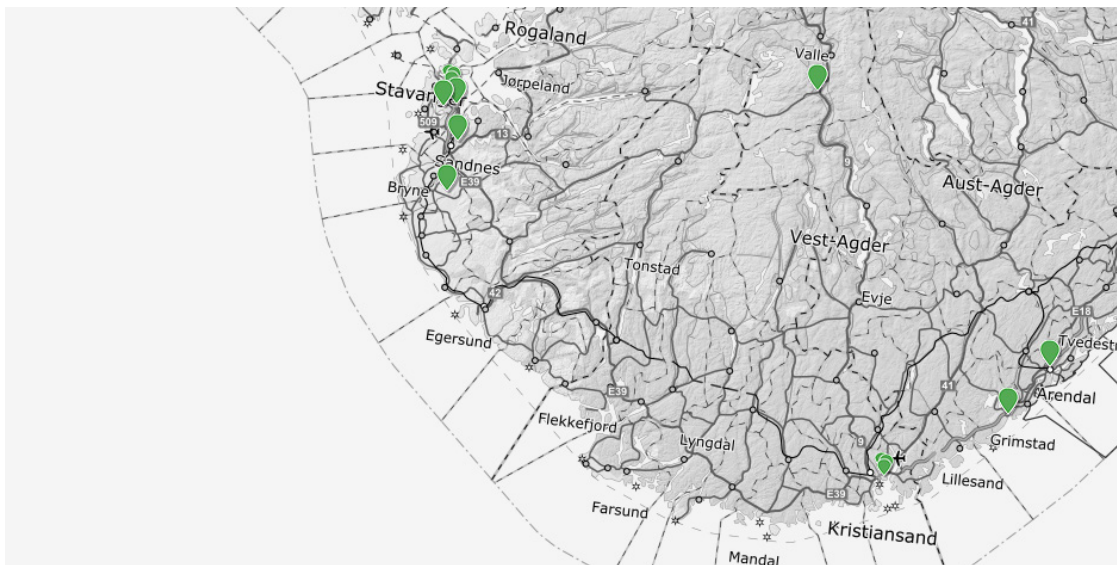 41
Rogaland
Valle
Jørpeland
Stavanger
509
13
Sandnes
E39
Bryne
9
Aust-Agder
Vest-Agder
Tonstad
42
Evje
E18
Egersund
Tvedest
E39
41
Arendal
Flekkefjord
Lyngdal
9
Grimstad
Lillesand
E39
Farsund
Kristiansand
Mandal